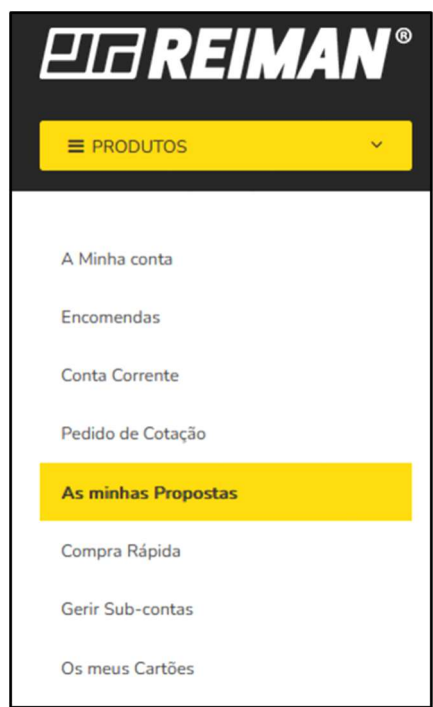 REIMAN®
PRODUTOS
A Minha conta
Encomendas
Conta Corrente
Pedido de Cotação
As minhas Propostas
Compra Rápida
Gerir Sub-contas
Os meus Cartões